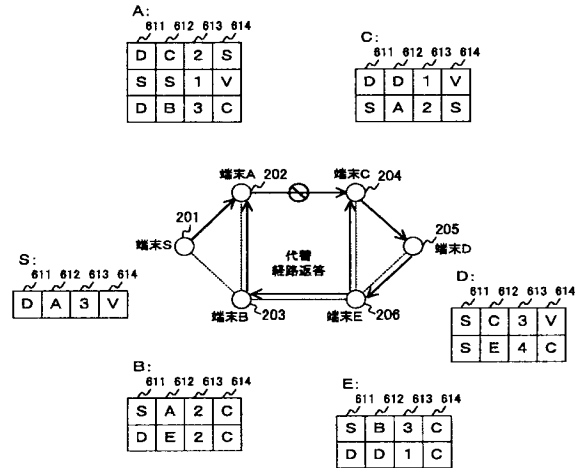 A:
611 612 613 614
D C 2 S
S S 1 V
D B 3 C
C:
611 612 613 614
D D 1 V
S A 2 S
端末A 202
端末C 204
201
端末S
205
端末D
代替
経路返答
S:
611 612 613 614
D A 3 V
D:
611 612 613 614
S C 3 V
S E 4 C
端末B 203
端末E 206
B:
611 612 613 614
S A 2 C
D E 2 C
E:
611 612 613 614
S B 3 C
D D 1 C